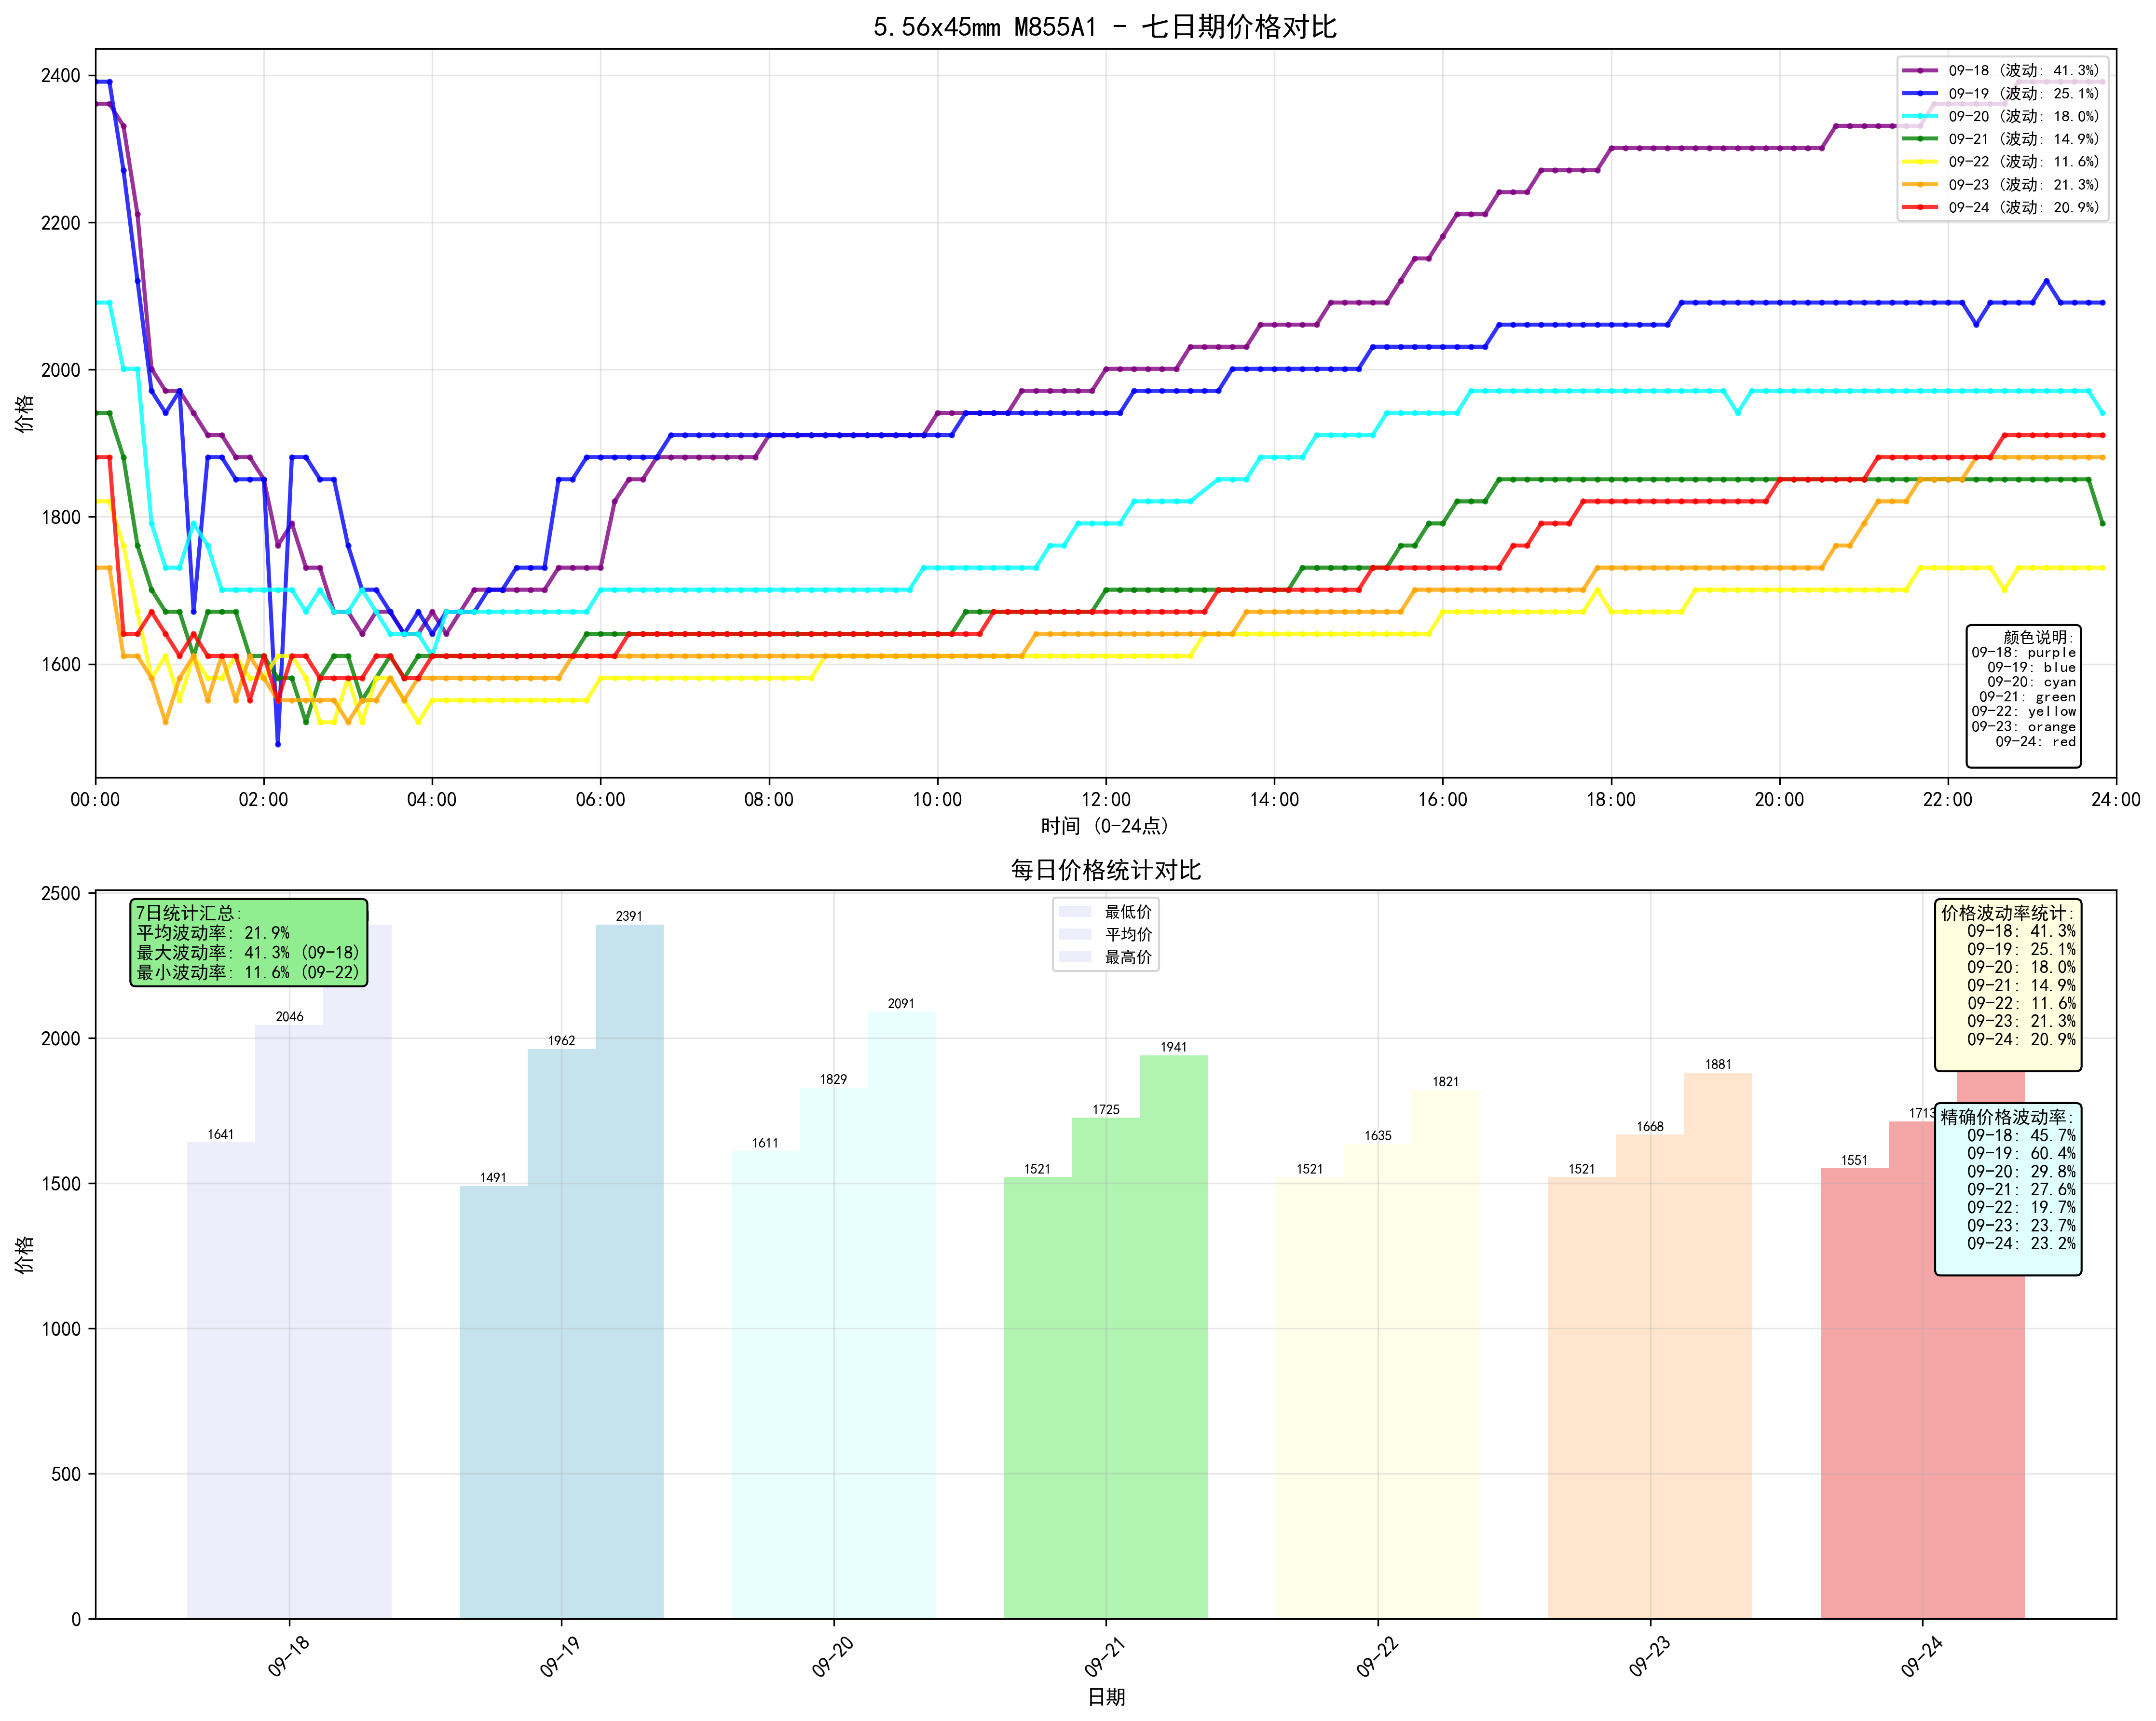 5.56x45mm M855A1 - 七日期价格对比
价格
2400
2200
2000
1800
1600
09-18 (波动: 41.3%)
09-19 (波动: 25.1%)
09-20 (波动: 18.0%)
09-21 (波动: 14.9%)
09-22 (波动: 11.6%)
09-23 (波动: 21.3%)
09-24 (波动: 20.9%)
颜色说明:
09-18: purple
09-19: blue
09-20: cyan
09-21: green
09-22: yellow
09-23: orange
09-24: red
00:00 02:00 04:00 06:00 08:00 10:00 12:00 14:00 16:00 18:00 20:00 22:00 24:00
时间 (0-24点)
每日价格统计对比
价格
2500
2000
1500
1000
500
0
7日统计汇总:
平均波动率: 21.9%
最大波动率: 41.3% (09-18)
最小波动率: 11.6% (09-22)
最低价
平均价
最高价
价格波动率统计:
09-18: 41.3%
09-19: 25.1%
09-20: 18.0%
09-21: 14.9%
09-22: 11.6%
09-23: 21.3%
09-24: 20.9%
精确价格波动率:
09-18: 45.7%
09-19: 60.4%
09-20: 29.8%
09-21: 27.6%
09-22: 19.7%
09-23: 23.7%
09-24: 23.2%
1641 2046
1491 1962 2391
1611 1829 2091
1521 1725 1941
1521 1635 1821
1521 1668 1881
1551 1713
09-18 09-19 09-20 09-21 09-22 09-23 09-24
日期